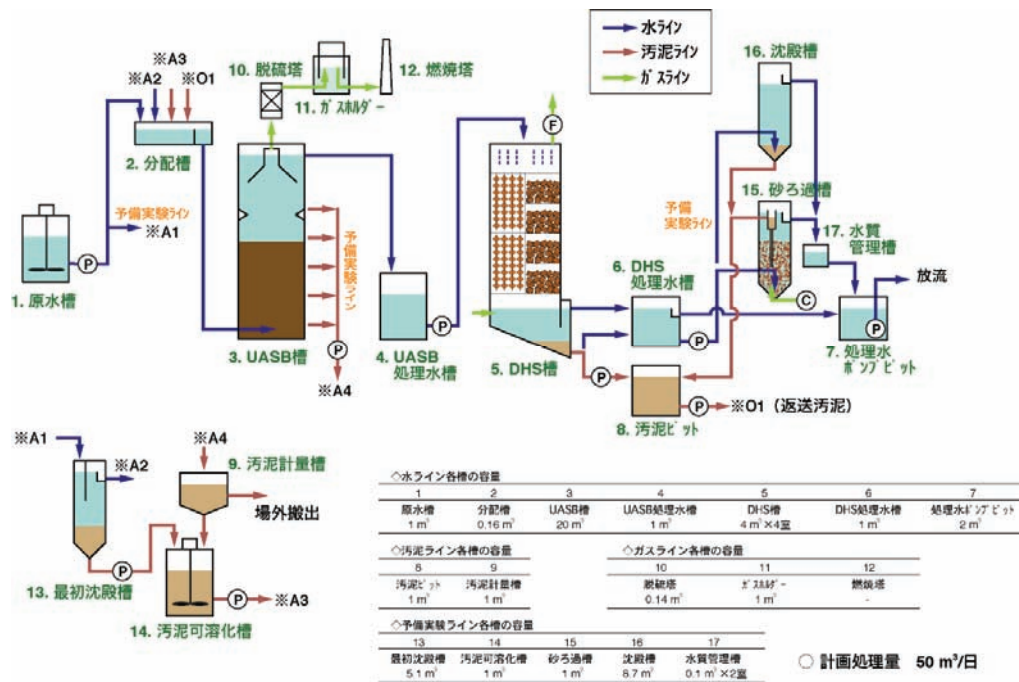 水ライン
汚泥ライン
ガスライン
※A3
※A2
※O1
2. 分配槽
予備実験ライン
※A1
P
1. 原水槽
10. 脱硫塔
11. ガスホルダー
12. 燃焼塔
予備実験ライン
P
※A4
3. UASB槽
P
4. UASB
処理水槽
F
5. DHS槽
P
6. DHS
処理水槽
P
8. 汚泥ピット
P
※O1（返送汚泥）
16. 沈殿槽
15. 砂ろ過槽
予備
実験ライン
17. 水質
管理槽
C
放流
P
7. 処理水
ポンプピット
※A1
※A2
13. 最初沈殿槽
P
※A4
9. 汚泥計量槽
場外搬出
P
※A3
14. 汚泥可溶化槽
◇水ライン各槽の容量
1 2 3 4 5 6 7
原水槽 分配槽 UASB槽 UASB処理水槽 DHS槽 DHS処理水槽 処理水ポンプピット
1 m³ 0.16 m³ 20 m³ 1 m³ 4 m³×4室 1 m³ 2 m³
◇汚泥ライン各槽の容量
8 9
汚泥ピット 汚泥計量槽
1 m³ 1 m³
◇ガスライン各槽の容量
10 11 12
脱硫塔 ガスホルダー 燃焼塔
0.14 m³ 1 m³ -
◇予備実験ライン各槽の容量
13 14 15 16 17
最初沈殿槽 汚泥可溶化槽 砂ろ過槽 沈殿槽 水質管理槽
5.1 m³ 1 m³ 1 m³ 8.7 m³ 0.1 m³×2室
○ 計画処理量 50 m³/日